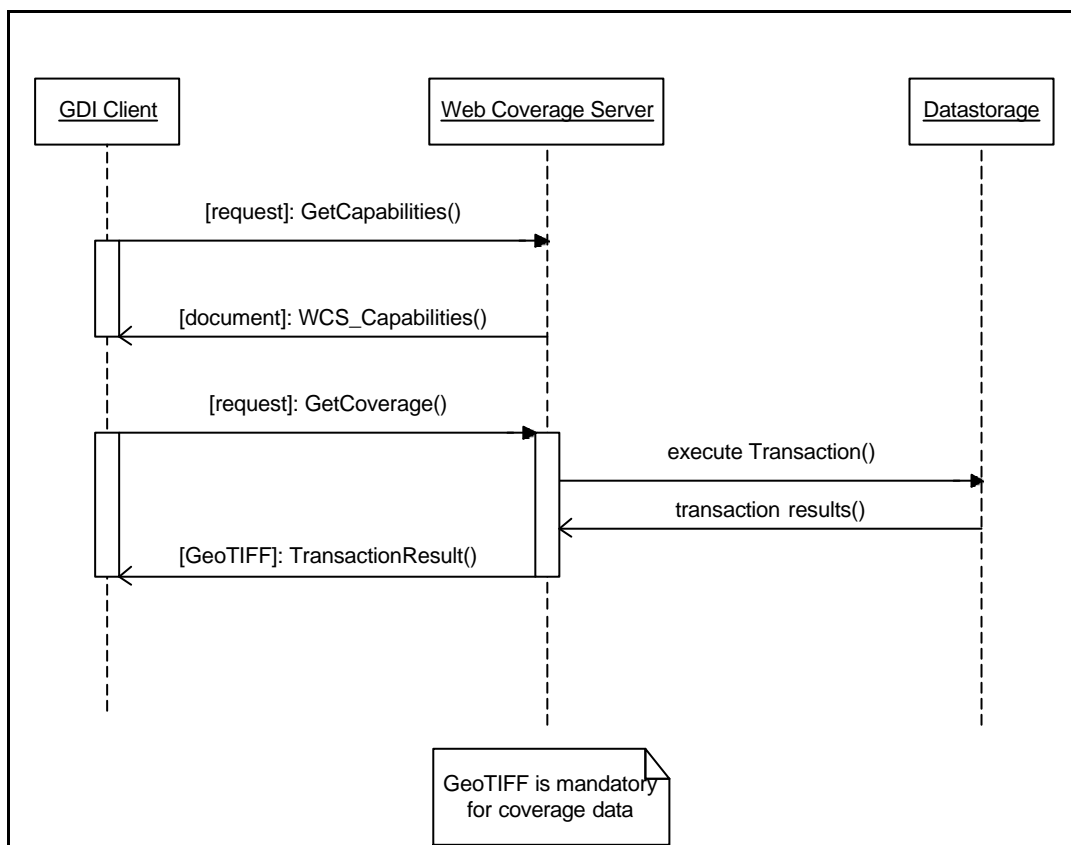 GDI Client
Web Coverage Server
Datastorage
[request]: GetCapabilities()
[document]: WCS_Capabilities()
[request]: GetCoverage()
execute Transaction()
transaction results()
[GeoTIFF]: TransactionResult()
GeoTIFF is mandatory
for coverage data